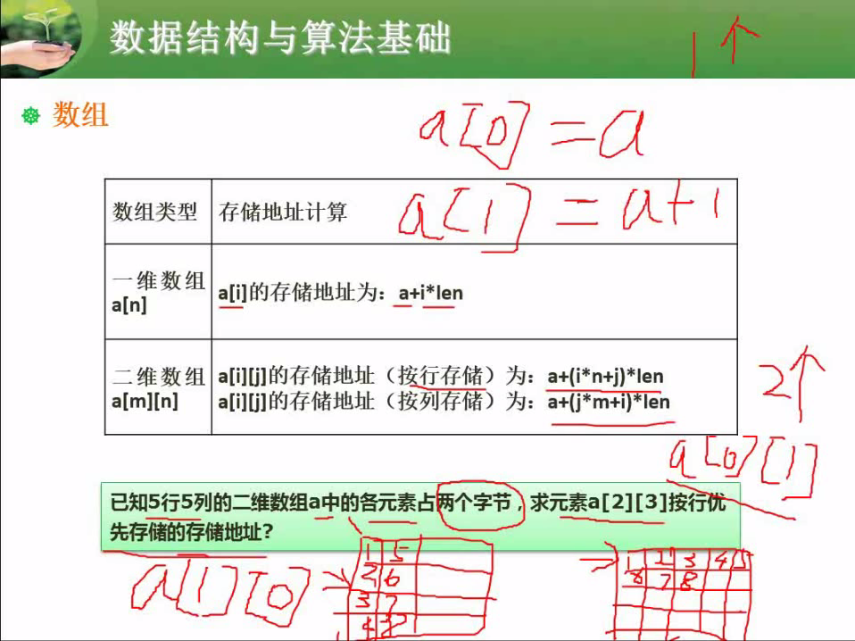 数据结构与算法基础
1个
数组
a[0]=a
数组类型 存储地址计算
a[1]=a+1
一维数组
a[n]
a[i]的存储地址为：a+i*len
二维数组
a[m][n]
a[i][j]的存储地址（按行存储）为：a+(i*n+j)*len
a[i][j]的存储地址（按列存储）为：a+(j*m+i)*len
2个
a[0][1]
已知5行5列的二维数组a中的各元素占两个字节，求元素a[2][3]按行优
先存储的存储地址？
a[1][0]
1 5
2 6
3 7
1 2 3 4 5
8 7 8